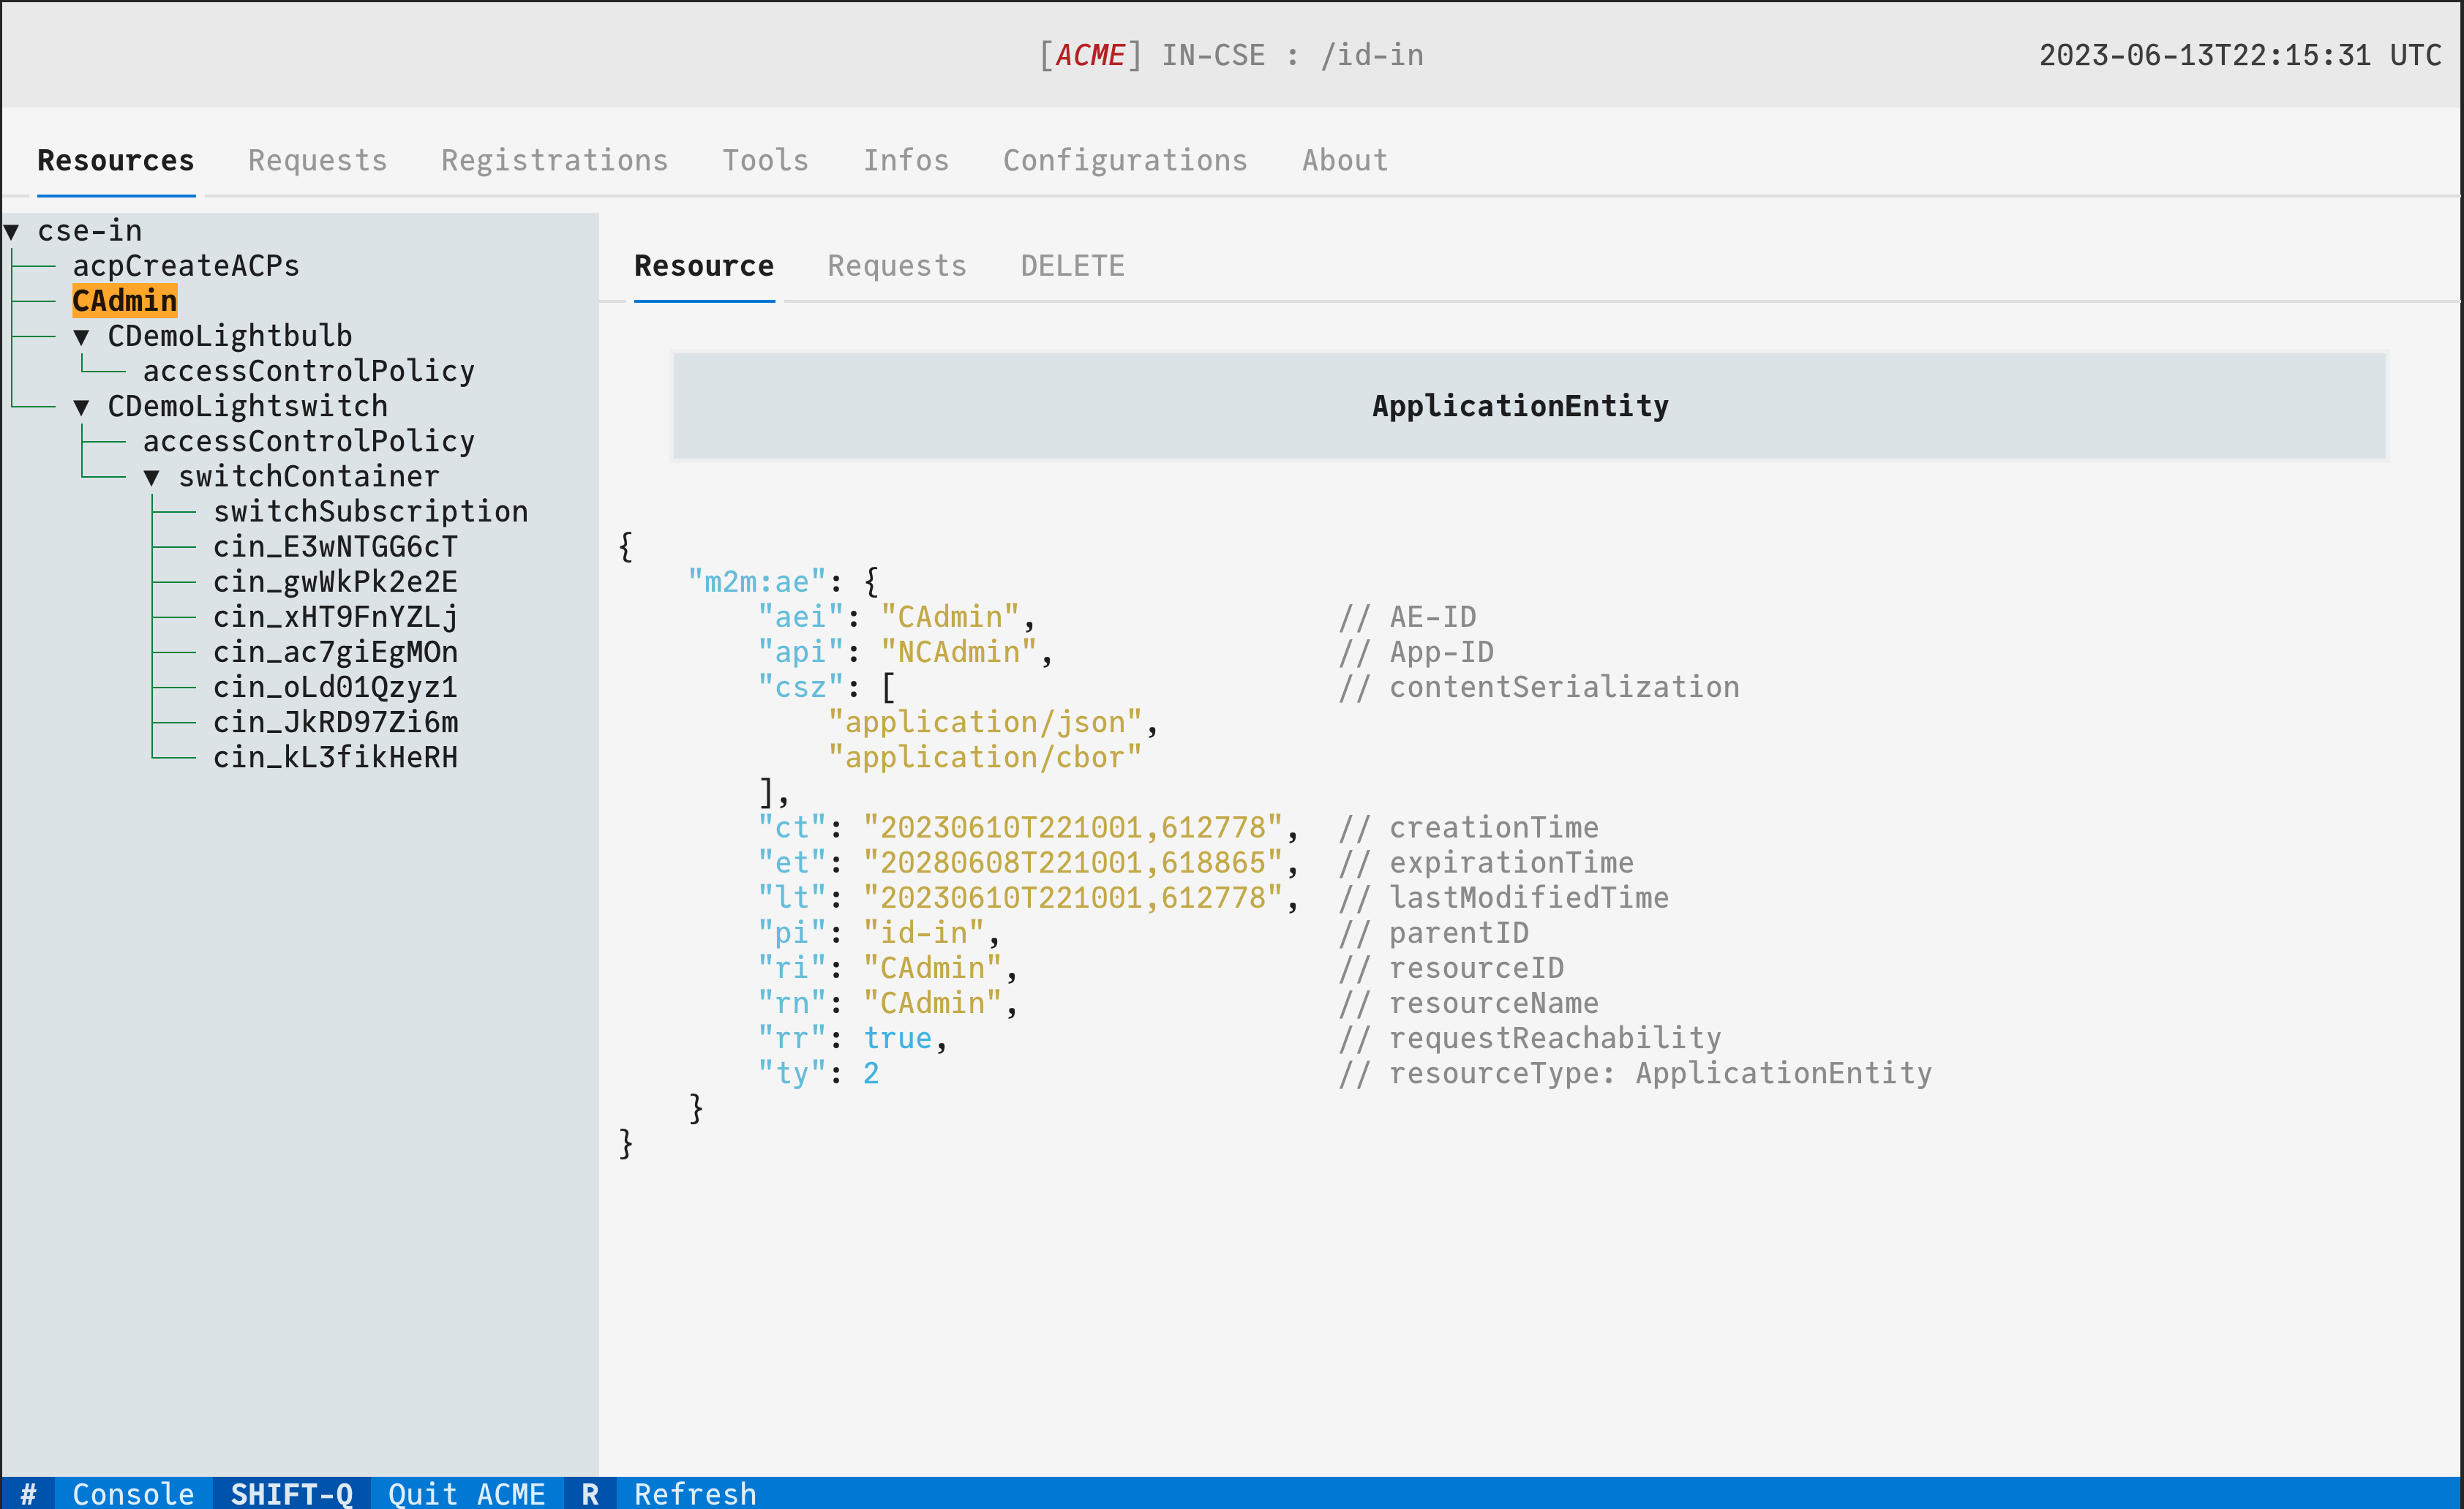 [ACME] IN-CSE : /id-in 2023-06-13T22:15:31 UTC
Resources Requests Registrations Tools Infos Configurations About
▼ cse-in
acpCreateACPs
CAdmin
▼ CDemoLightbulb
accessControlPolicy
▼ CDemoLightswitch
accessControlPolicy
▼ switchContainer
switchSubscription
cin_E3wNTGG6cT
cin_gwWkPk2e2E
cin_xHT9FnYZLj
cin_ac7giEgMOn
cin_oLd01Qzyz1
cin_JkRD97Zi6m
cin_kL3fikHeRH
Resource Requests DELETE
ApplicationEntity
{
"m2m:ae": {
"aei": "CAdmin", // AE-ID
"api": "NCAdmin", // App-ID
"csz": [ // contentSerialization
"application/json",
"application/cbor"
],
"ct": "20230610T221001,612778", // creationTime
"et": "20280608T221001,618865", // expirationTime
"lt": "20230610T221001,612778", // lastModifiedTime
"pi": "id-in", // parentID
"ri": "CAdmin", // resourceID
"rn": "CAdmin", // resourceName
"rr": true, // requestReachability
"ty": 2 // resourceType: ApplicationEntity
}
}
# Console SHIFT-Q Quit ACME R Refresh